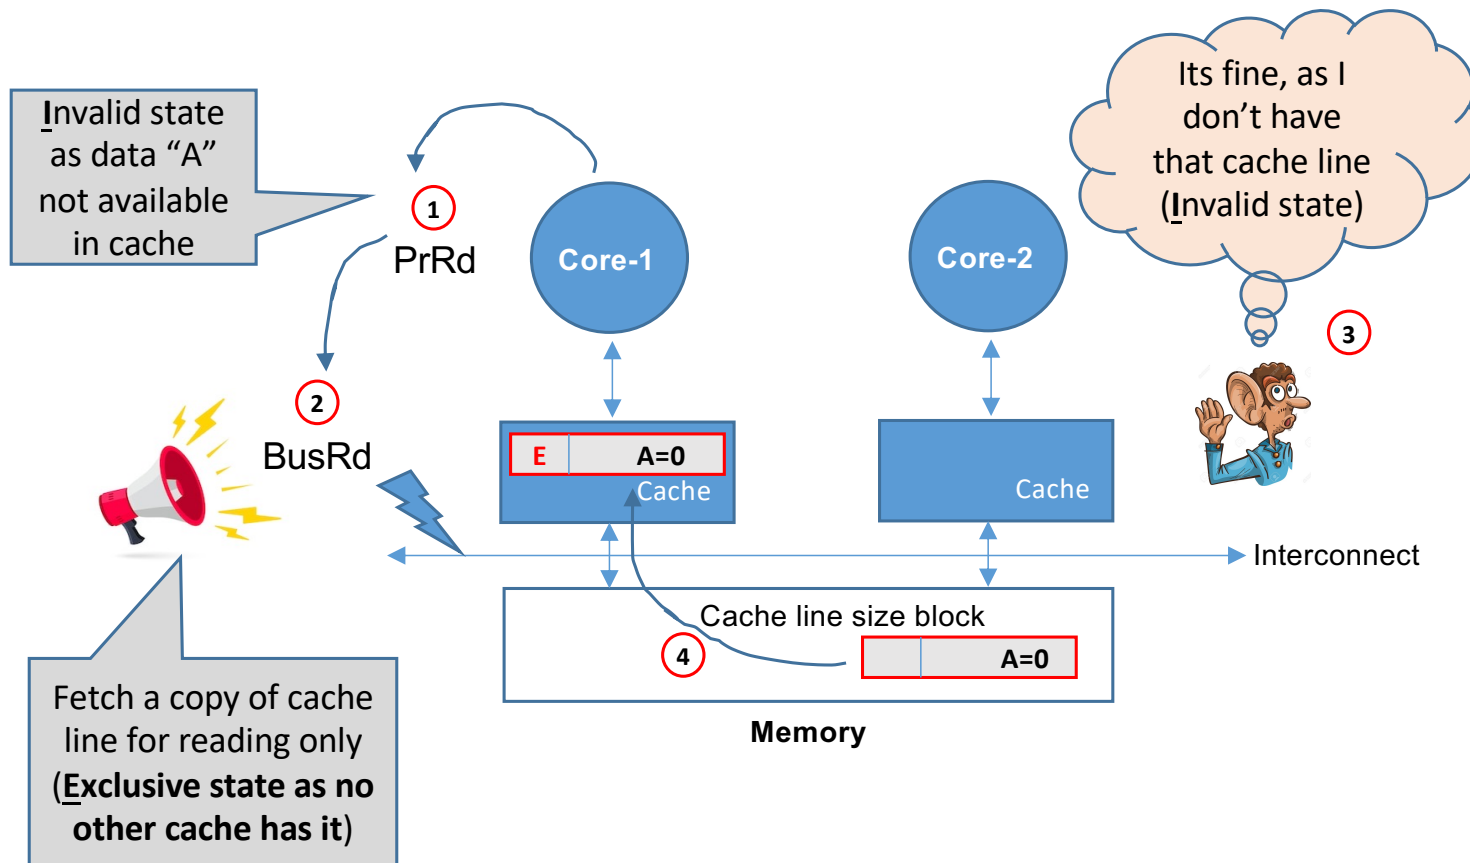 Invalid state
as data “A”
not available
in cache
1
PrRd
2
BusRd
Core-1
Core-2
Its fine, as I
don’t have
that cache line
(Invalid state)
3
E A=0
Cache
Cache
Interconnect
Cache line size block
4
A=0
Memory
Fetch a copy of cache
line for reading only
(Exclusive state as no
other cache has it)